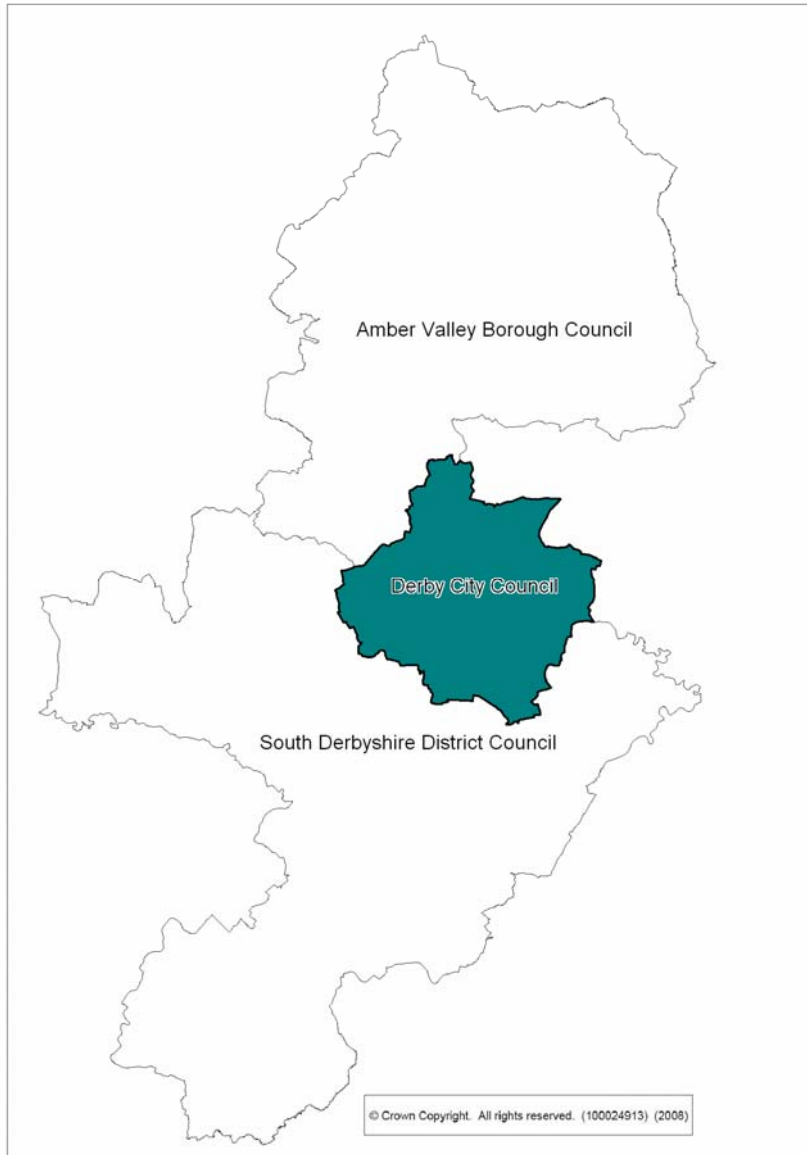 Amber Valley Borough Council
Derby City Council
South Derbyshire District Council
© Crown Copyright. All rights reserved. (100024913) (2008)